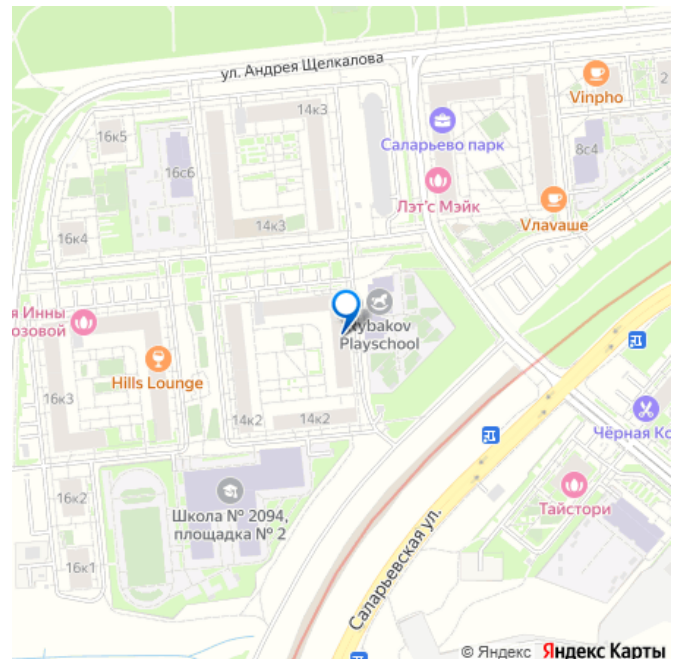 ул. Андрея Щелкалова
Vinpho
2
14к3
16к5
Саларьево парк
8с4
16с6
Лэт'с Мэйк
Vлаvаше
14к3
16к4
я Инны
озовой
Rybakov
Playschool
Hills Lounge
16к3
14к2
14к2
Чёрная Ко
16к2
Школа № 2094,
площадка № 2
Тайстори
16к1
Саларьевская ул.
© Яндекс Яндекс Карты